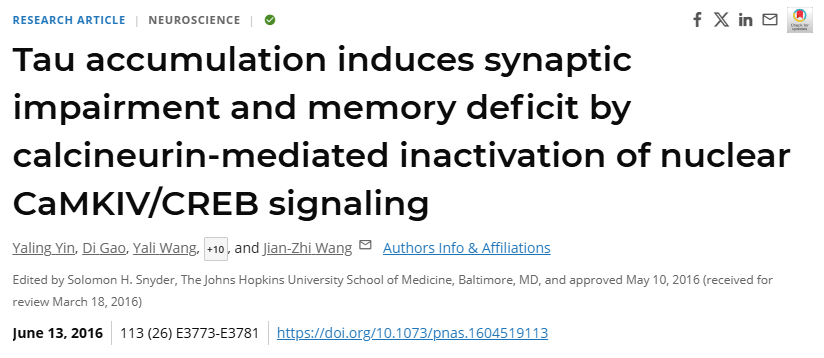 RESEARCH ARTICLE | NEUROSCIENCE |
Tau accumulation induces synaptic
impairment and memory deficit by
calcineurin-mediated inactivation of nuclear
CaMKIV/CREB signaling
Yaling Yin, Di Gao, Yali Wang, +10, and Jian-Zhi Wang Authors Info & Affiliations
Edited by Solomon H. Snyder, The Johns Hopkins University School of Medicine, Baltimore, MD, and approved May 10, 2016 (received for
review March 18, 2016)
June 13, 2016 | 113 (26) E3773-E3781 | https://doi.org/10.1073/pnas.1604519113